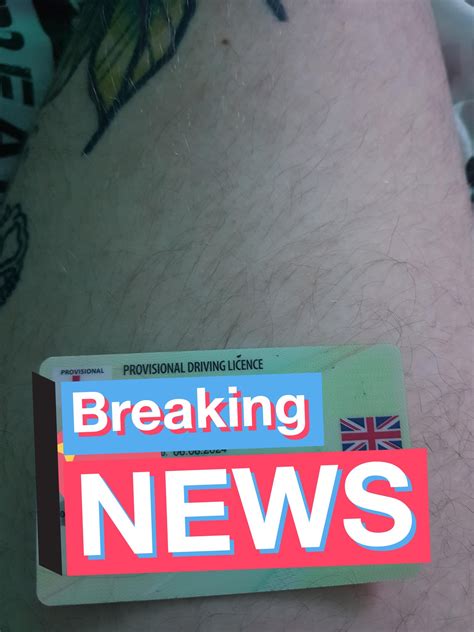 PROVISIONAL
PROVISIONAL DRIVING LICENCE
Breaking
NEWS